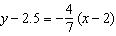 y − 2.5 = −4/7 (x − 2)